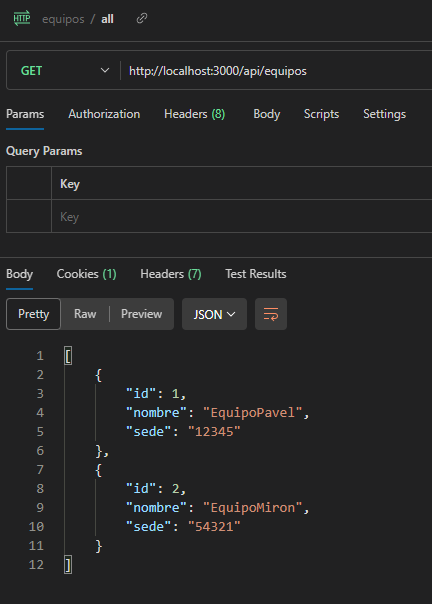 HTTP equipos / all
GET http://localhost:3000/api/equipos
Params Authorization Headers (8) Body Scripts Settings
Query Params
Key
Key
Body Cookies (1) Headers (7) Test Results
Pretty Raw Preview JSON
1 [
2 {
3 "id": 1,
4 "nombre": "EquipoPavel",
5 "sede": "12345"
6 },
7 {
8 "id": 2,
9 "nombre": "EquipoMiron",
10 "sede": "54321"
11 }
12 ]